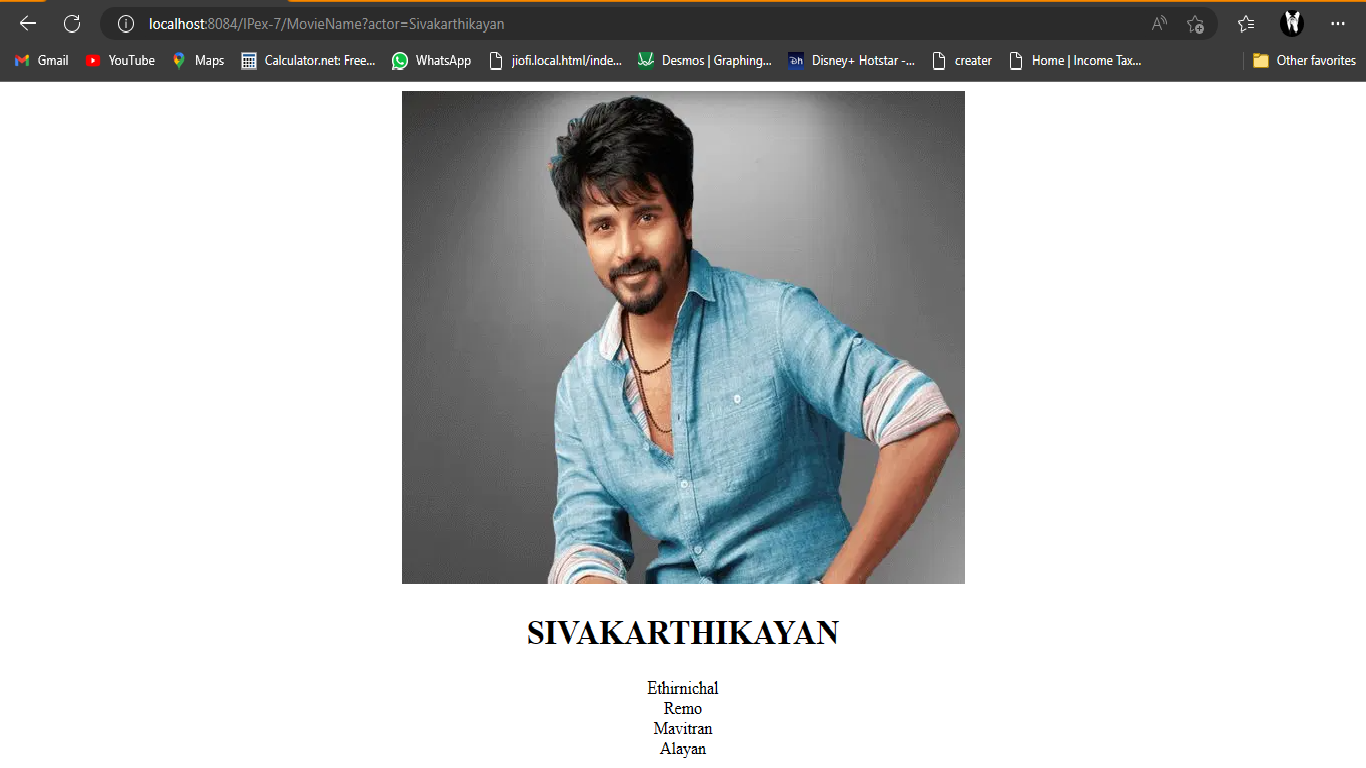 localhost:8084/IPex-7/MovieName?actor=Sivakarthikayan
Gmail YouTube Maps Calculator.net: Free... WhatsApp jiofi.local.html/inde... Desmos | Graphing... Disney+ Hotstar -... creater Home | Income Tax... Other favorites
SIVAKARTHIKAYAN
Ethirnichal
Remo
Mavitran
Alayan